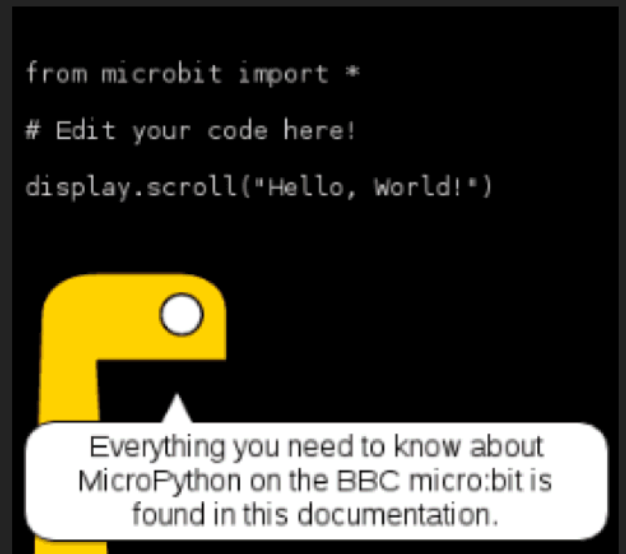 from microbit import *
# Edit your code here!
display.scroll("Hello, World!")
Everything you need to know about
MicroPython on the BBC micro:bit is
found in this documentation.